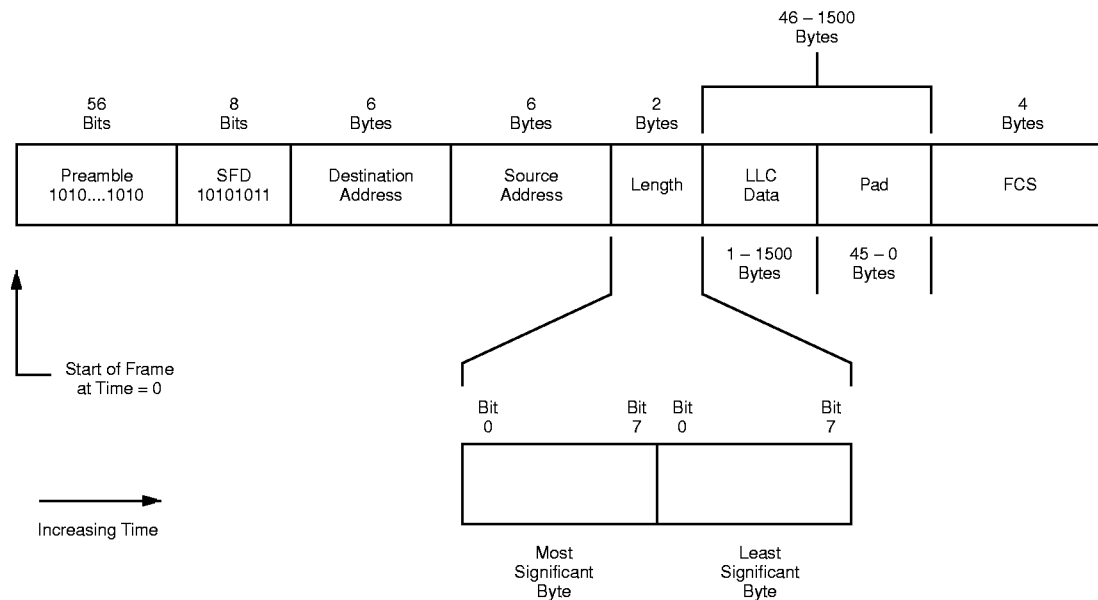 46 – 1500
Bytes
56
Bits
8
Bits
6
Bytes
6
Bytes
2
Bytes
4
Bytes
Preamble
1010....1010
SFD
10101011
Destination
Address
Source
Address
Length
LLC
Data
Pad
FCS
1 – 1500
Bytes
45 – 0
Bytes
Start of Frame
at Time = 0
Bit
0
Bit
7
Bit
0
Bit
7
Increasing Time
Most
Significant
Byte
Least
Significant
Byte